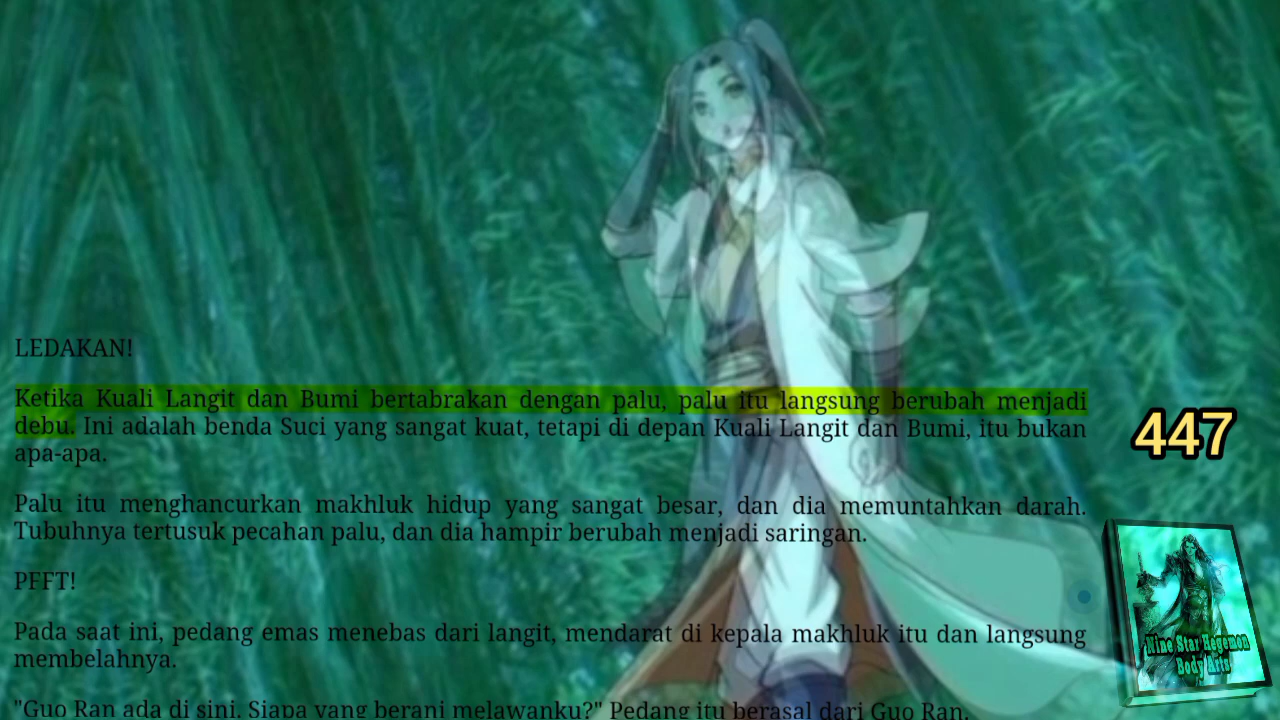 LEDAKAN!
Ketika Kuali Langit dan Bumi bertabrakan dengan palu, palu itu langsung berubah menjadi
debu. Ini adalah benda Suci yang sangat kuat, tetapi di depan Kuali Langit dan Bumi, itu bukan
apa-apa.
447
Palu itu menghancurkan makhluk hidup yang sangat besar, dan dia memuntahkan darah.
Tubuhnya tertusuk pecahan palu, dan dia hampir berubah menjadi saringan.
PFFT!
Pada saat ini, pedang emas menebas dari langit, mendarat di kepala makhluk itu dan langsung
membelahnya.
Nine Star Hegemon
Body Arts
"Guo Ran ada di sini. Siapa yang berani melawanku?" Pedang itu berasal dari Guo Ran.